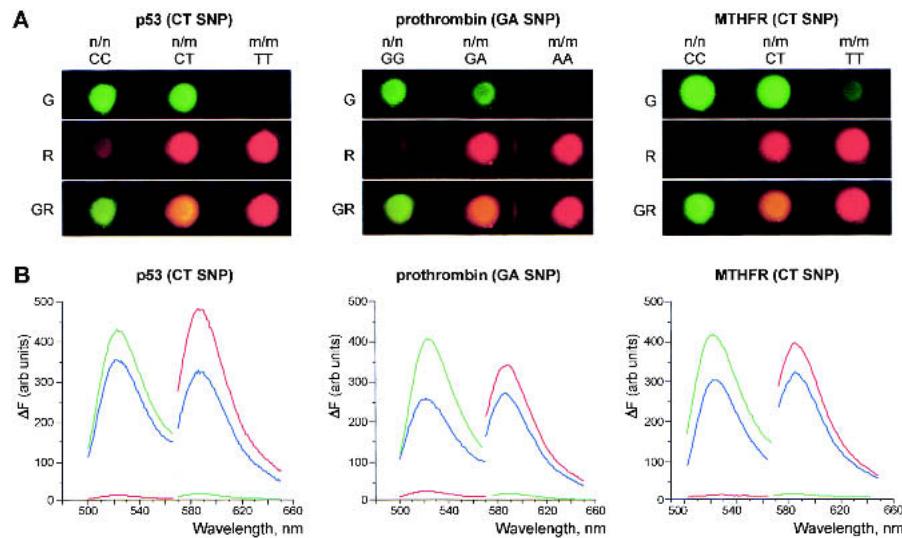 A
p53 (CT SNP) prothrombin (GA SNP) MTHFR (CT SNP)
n/n n/m m/m n/n n/m m/m n/n n/m m/m
CC CT TT GG GA AA CC CT TT
G G G
R R R
GR GR GR
B
p53 (CT SNP) prothrombin (GA SNP) MTHFR (CT SNP)
500 500 500
400 400 400
300 300 300
200 200 200
100 100 100
0 0 0
ΔF (arb units) ΔF (arb units) ΔF (arb units)
500 540 580 620 660 500 540 580 620 660 500 540 580 620 660
Wavelength, nm Wavelength, nm Wavelength, nm